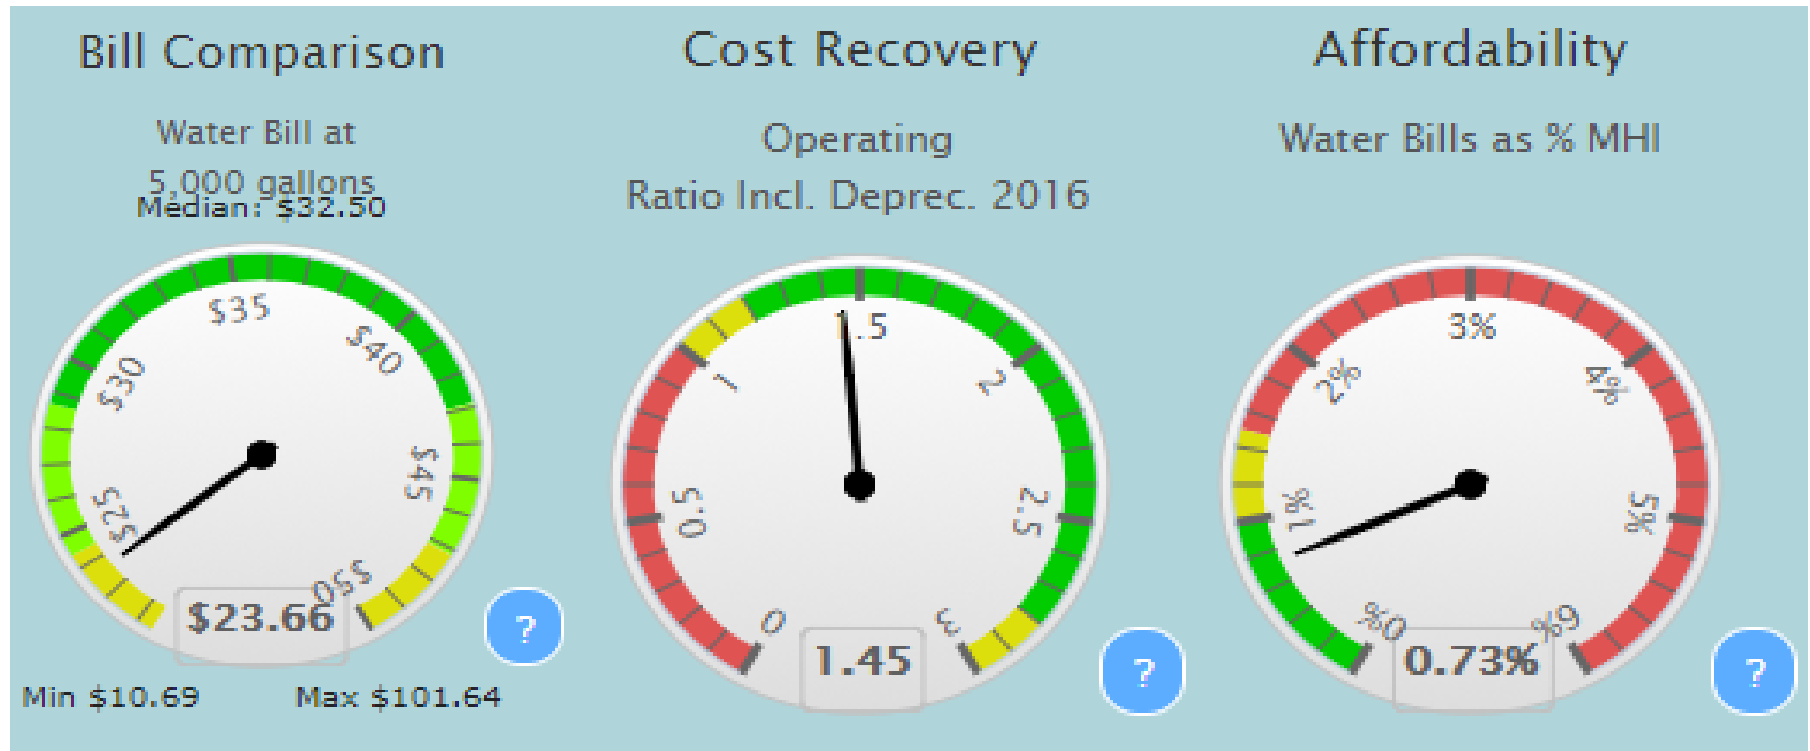 Bill Comparison
Water Bill at
5,000 gallons
Median: $32.50
$25
$30
$35
$40
$45
$50
$23.66
?
Min $10.69
Max $101.64
Cost Recovery
Operating
Ratio Incl. Deprec. 2016
0
0.5
1
1.5
2
2.5
3
1.45
?
Affordability
Water Bills as % MHI
0%
1%
2%
3%
4%
5%
6%
0.73%
?